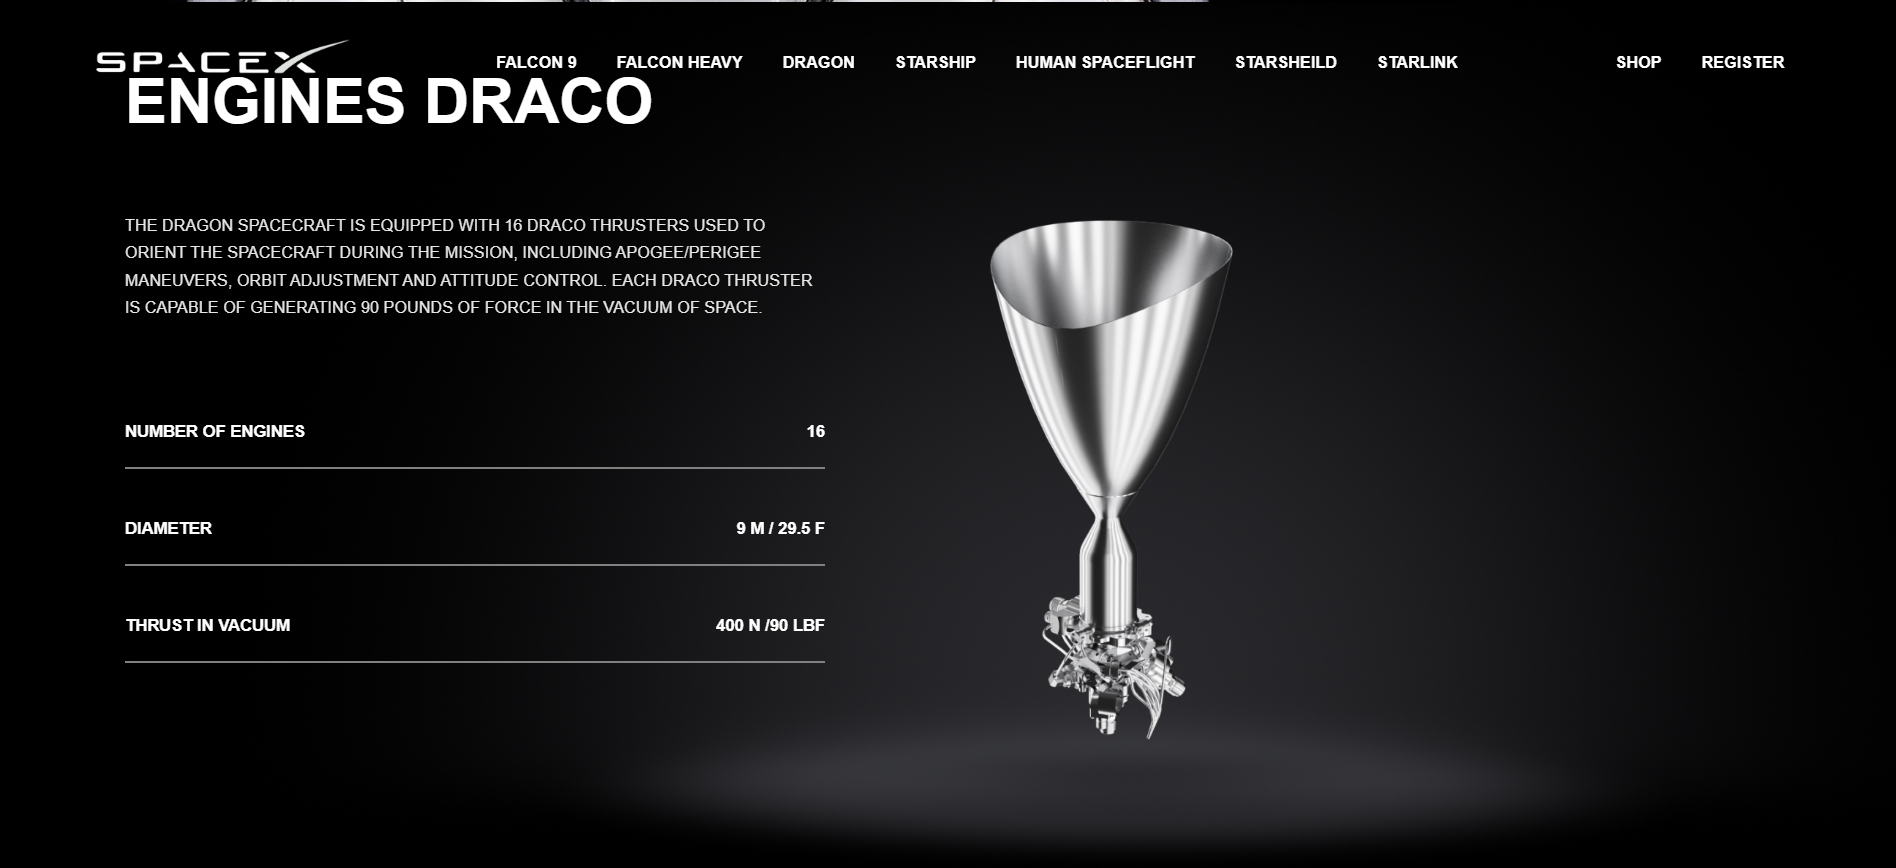 SPACEX
FALCON 9 FALCON HEAVY DRAGON STARSHIP HUMAN SPACEFLIGHT STARSHEILD STARLINK SHOP REGISTER
ENGINES DRACO
THE DRAGON SPACECRAFT IS EQUIPPED WITH 16 DRACO THRUSTERS USED TO
ORIENT THE SPACECRAFT DURING THE MISSION, INCLUDING APOGEE/PERIGEE
MANEUVERS, ORBIT ADJUSTMENT AND ATTITUDE CONTROL. EACH DRACO THRUSTER
IS CAPABLE OF GENERATING 90 POUNDS OF FORCE IN THE VACUUM OF SPACE.
NUMBER OF ENGINES 16
DIAMETER 9 M / 29.5 F
THRUST IN VACUUM 400 N /90 LBF